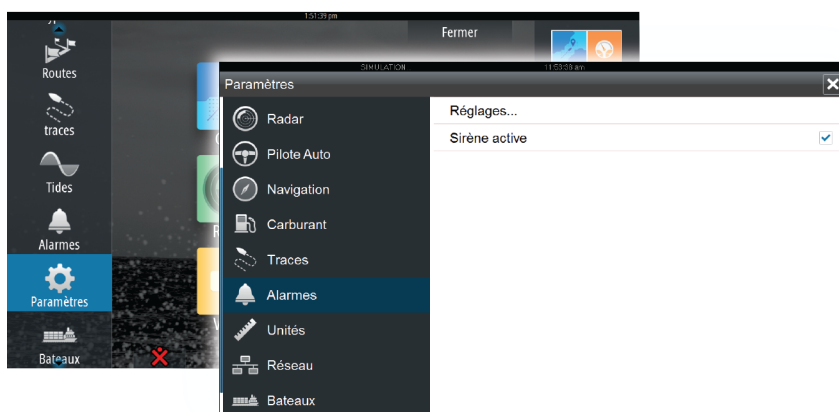 1:51:39 pm
Fermer
Routes
traces
Tides
Alarmes
Paramètres
Bateaux
SIMULATION
11:53:38 am
Paramètres
Radar
Pilote Auto
Navigation
Carburant
Traces
Alarmes
Unités
Réseau
Bateaux
Réglages...
Sirène active